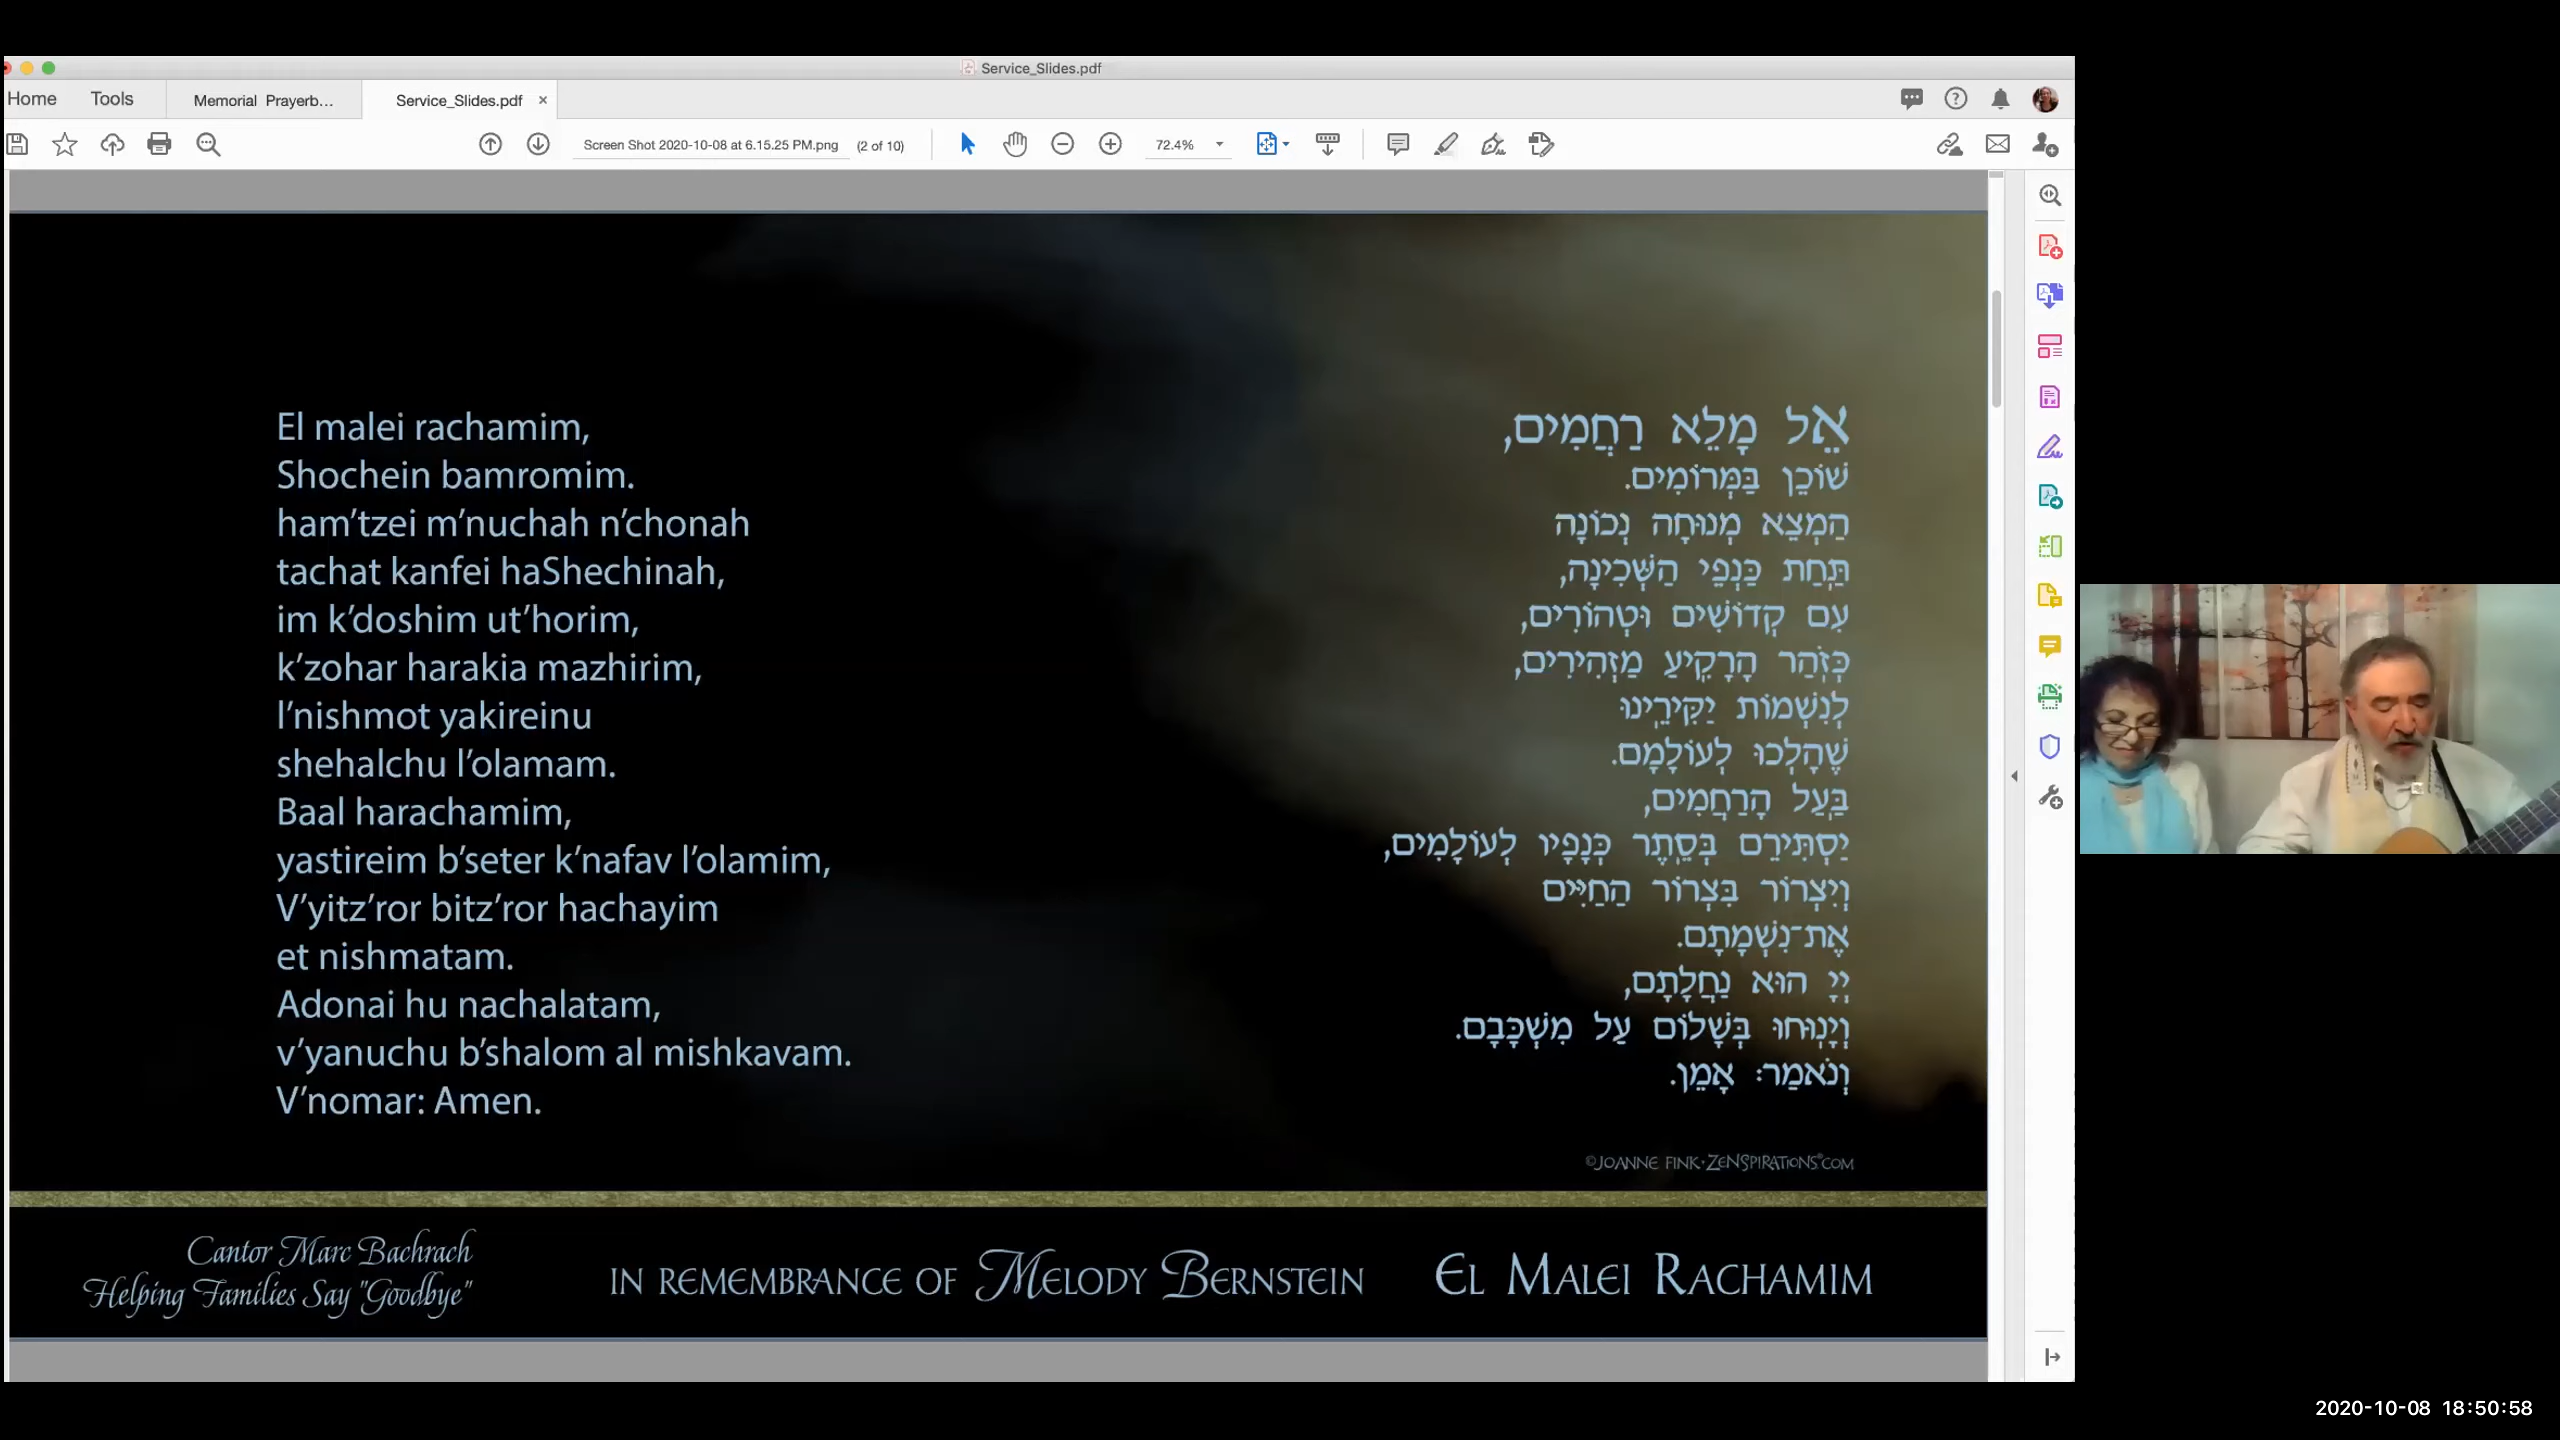 Service_Slides.pdf
Home Tools Memorial Prayerb... Service_Slides.pdf ×
Screen Shot 2020-10-08 at 6.15.25 PM.png (2 of 10) 72.4%
El malei rachamim,
Shochein bamromim.
ham’tzei m’nuchah n’chonah
tachat kanfei haShechinah,
im k’doshim ut’horim,
k’zohar harakia mazhirim,
l’nishmot yakireinu
shehalchu l’olamam.
Baal harachamim,
yastireim b’seter k’nafav l’olamim,
V’yitz’ror bitz’ror hachayim
et nishmatam.
Adonai hu nachalatam,
v’yanuchu b’shalom al mishkavam.
V’nomar: Amen.
אֵל מָלֵא רַחֲמִים,
שׁוֹכֵן בַּמְּרוֹמִים.
הַמְצֵא מְנוּחָה נְכוֹנָה
תַּֽחַת כַּנְפֵי הַשְּׁכִינָה,
עִם קְדוֹשִׁים וּטְהוֹרִים,
כְּזֹֽהַר הָרָקִֽיעַ מַזְהִירִים,
לְנִשְׁמוֹת יַקִּירֵֽינוּ
שֶׁהָלְכוּ לְעוֹלָמָם.
בַּֽעַל הָרַחֲמִים,
יַסְתִּירֵם בְּסֵֽתֶר כְּנָפָיו לְעוֹלָמִים,
וְיִצְרוֹר בִּצְרוֹר הַחַיִּים
אֶת־נִשְׁמָתָם.
יְיָ הוּא נַחֲלָתָם,
וְיָנֽוּחוּ בְּשָׁלוֹם עַל מִשְׁכָּבָם.
וְנֹאמַר: אָמֵן.
©JOANNE FINK•ZENSPIRATIONS®COM
Cantor Marc Bachrach
Helping Families Say "Goodbye"
IN REMEMBRANCE OF MELODY BERNSTEIN
EL MALEI RACHAMIM
2020-10-08 18:50:58